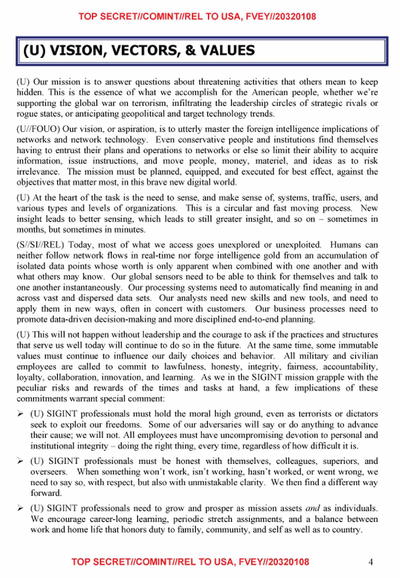 TOP SECRET//COMINT//REL TO USA, FVEY//20320108
(U) VISION, VECTORS, & VALUES
(U) Our mission is to answer questions about threatening activities that others mean to keep
hidden. This is the essence of what we accomplish for the American people, whether we're
supporting the global war on terrorism, infiltrating the leadership circles of strategic rivals or
rogue states, or anticipating geopolitical and target technology trends.
(U//FOUO) Our vision, or aspiration, is to utterly master the foreign intelligence implications of
networks and network technology. Even conservative people and institutions find themselves
having to entrust their plans and operations to networks or else so limit their ability to acquire
information, issue instructions, and move people, money, materiel, and ideas as to risk
irrelevance. The mission must be planned, equipped, and executed for best effect, against the
objectives that matter most, in this brave new digital world.
(U) At the heart of the task is the need to sense, and make sense of, systems, traffic, users, and
various types and levels of organizations. This is a circular and fast moving process. New
insight leads to better sensing, which leads to still greater insight, and so on – sometimes in
months, but sometimes in minutes.
(S//SI//REL) Today, most of what we access goes unexplored or unexploited. Humans can
neither follow network flows in real-time nor forge intelligence gold from an accumulation of
isolated data points whose worth is only apparent when combined with one another and with
what others may know. Our global sensors need to be able to think for themselves and talk to
one another instantaneously. Our processing systems need to automatically find meaning in and
across vast and dispersed data sets. Our analysts need new skills and new tools, and need to
apply them in new ways, often in concert with customers. Our business processes need to
promote data-driven decision-making and more disciplined end-to-end planning.
(U) This will not happen without leadership and the courage to ask if the practices and structures
that serve us well today will continue to do so in the future. At the same time, some immutable
values must continue to influence our daily choices and behavior. All military and civilian
employees are called to commit to lawfulness, honesty, integrity, fairness, accountability,
loyalty, collaboration, innovation, and learning. As we in the SIGINT mission grapple with the
peculiar risks and rewards of the times and tasks at hand, a few implications of these
commitments warrant special comment:
➢ (U) SIGINT professionals must hold the moral high ground, even as terrorists or dictators
seek to exploit our freedoms. Some of our adversaries will say or do anything to advance
their cause; we will not. All employees must have uncompromising devotion to personal and
institutional integrity – doing the right thing, every time, regardless of how difficult it is.
➢ (U) SIGINT professionals must be honest with themselves, colleagues, superiors, and
overseers. When something won't work, isn't working, hasn't worked, or went wrong, we
need to say so, with respect, but also with unmistakable clarity. We then find a different way
forward.
➢ (U) SIGINT professionals need to grow and prosper as mission assets and as individuals.
We encourage career-long learning, periodic stretch assignments, and a balance between
work and home life that honors duty to family, community, and self as well as to country.
TOP SECRET//COMINT//REL TO USA, FVEY//20320108
4